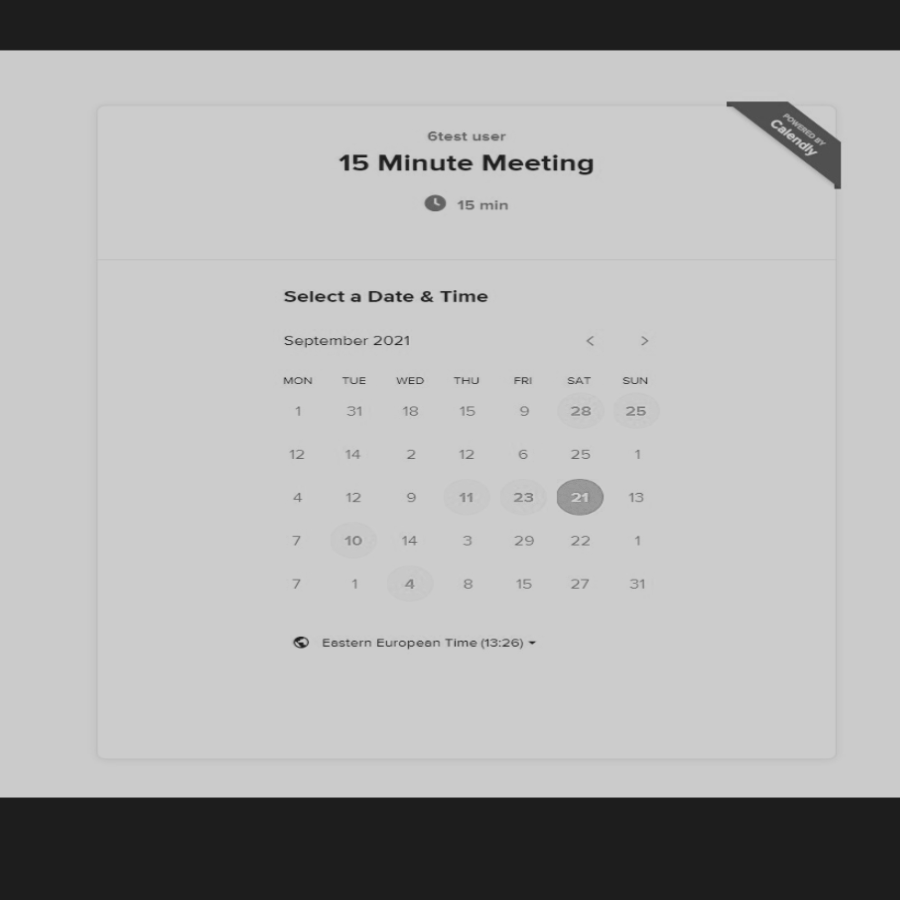 POWERED BY
Calendly
6test user
15 Minute Meeting
15 min
Select a Date & Time
September 2021 < >
MON TUE WED THU FRI SAT SUN
1 31 18 15 9 28 25
12 14 2 12 6 25 1
4 12 9 11 23 21 13
7 10 14 3 29 22 1
7 1 4 8 15 27 31
Eastern European Time (13:26)